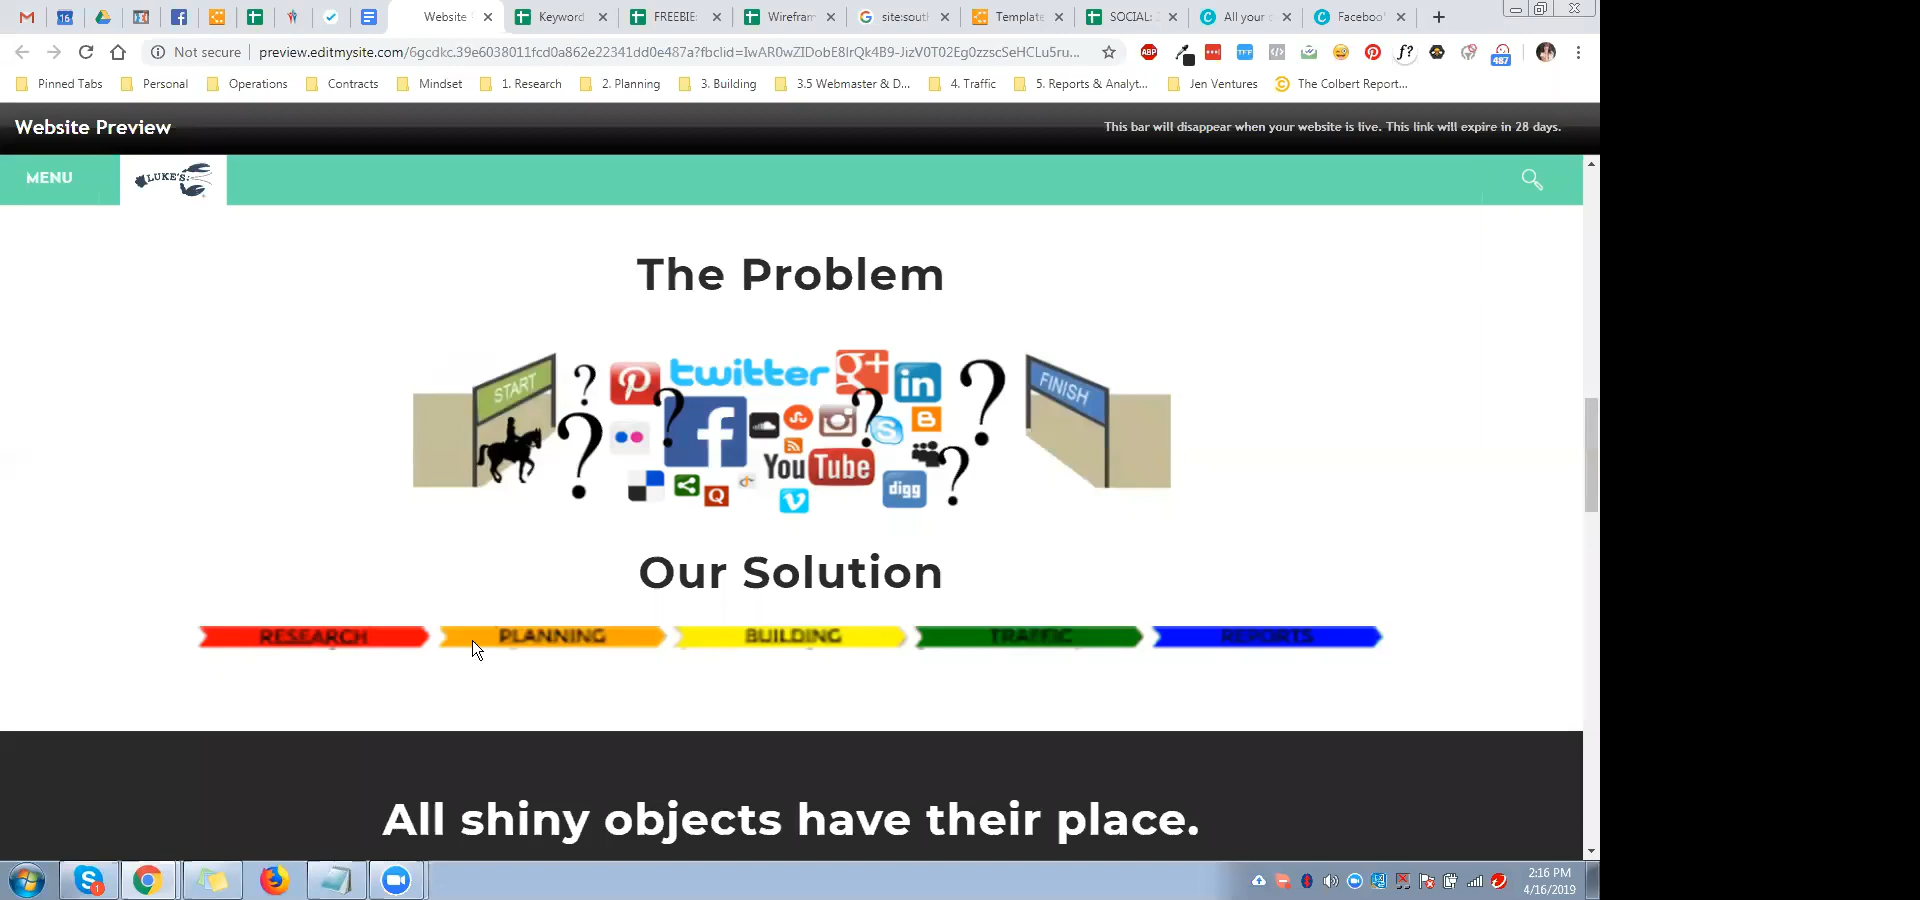 Website
Keyword
FREEBIE:
Wirefram
site:sout
Template
SOCIAL:
All your
Faceboo
Not secure
preview.editmysite.com/6gcdkc.39e6038011fcd0a862e22341dd0e487a?fbclid=IwAR0wZIDobE8lrQk4B9-JizV0T02Eg0zzscSeHCLu5ru...
ABP
TFF
f?
487
Pinned Tabs
Personal
Operations
Contracts
Mindset
1. Research
2. Planning
3. Building
3.5 Webmaster & D...
4. Traffic
5. Reports & Analyt...
Jen Ventures
The Colbert Report...
Website Preview
This bar will disappear when your website is live. This link will expire in 28 days.
MENU
LUKE'S
The Problem
START
?
twitter
g+
in
?
FINISH
?
?
f
?
S
B
You Tube
?
Q
V
digg
Our Solution
RESEARCH
PLANNING
BUILDING
TRAFFIC
REPORTS
All shiny objects have their place.
2:16 PM
4/16/2019